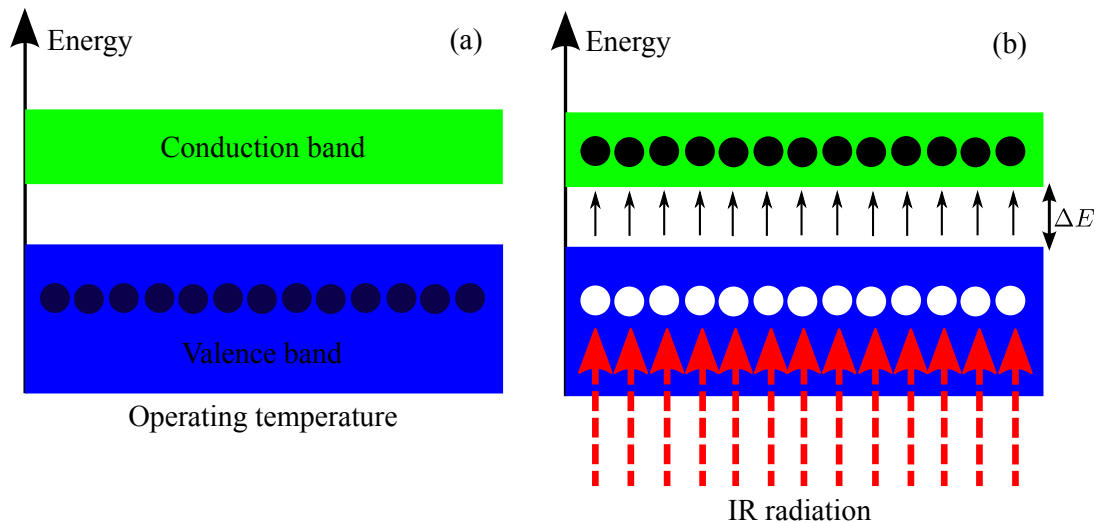 Energy
(a)
Conduction band
Valence band
Operating temperature
Energy
(b)
ΔE
IR radiation